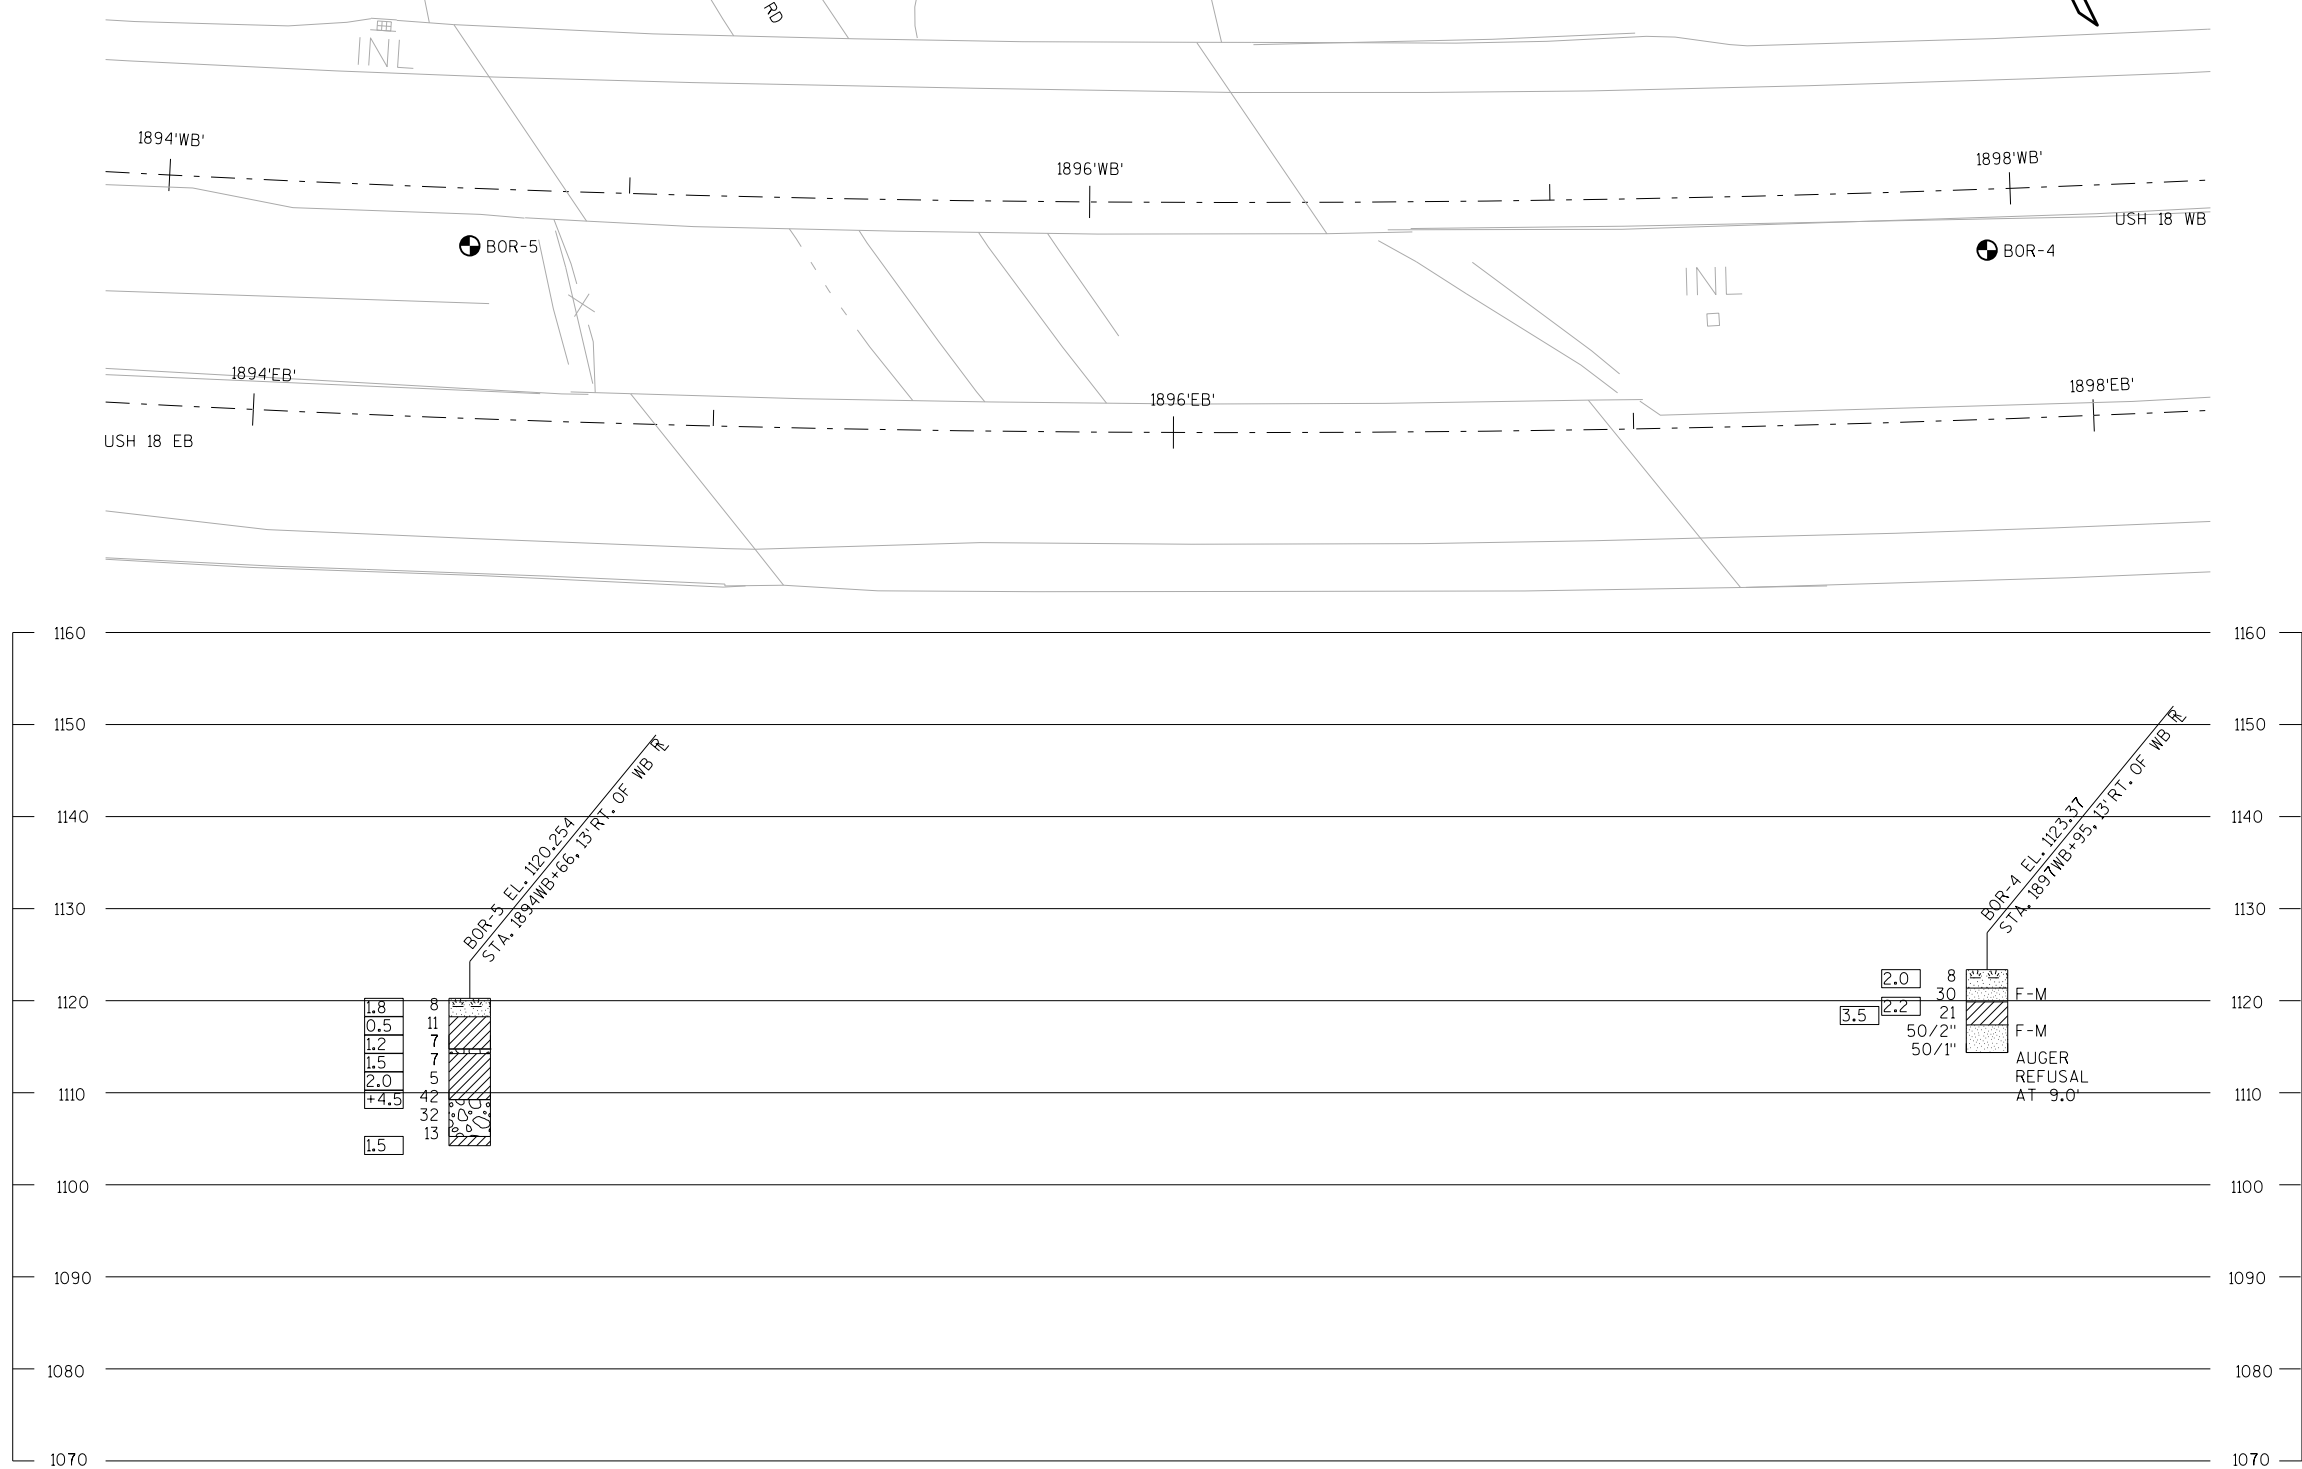 RD
INL
1894'WB'
1896'WB'
1898'WB'
USH 18 WB
BOR-5
BOR-4
INL
1894'EB'
1896'EB'
1898'EB'
USH 18 EB
1160
1160
1150
1150
1140
1140
1130
1130
1120
1120
1110
1110
1100
1100
1090
1090
1080
1080
1070
1070
BOR-5 EL. 1120.254
STA. 1894WB+66, 13'RT. OF WB RL
1.8 8
0.5 11
1.2 7
1.5 7
2.0 5
+4.5 42
32
13
1.5
BOR-4 EL. 1123.37
STA. 1897WB+95, 13'RT. OF WB RL
2.0 8
30 F-M
2.2
3.5 21
50/2" F-M
50/1"
AUGER
REFUSAL
AT 9.0'